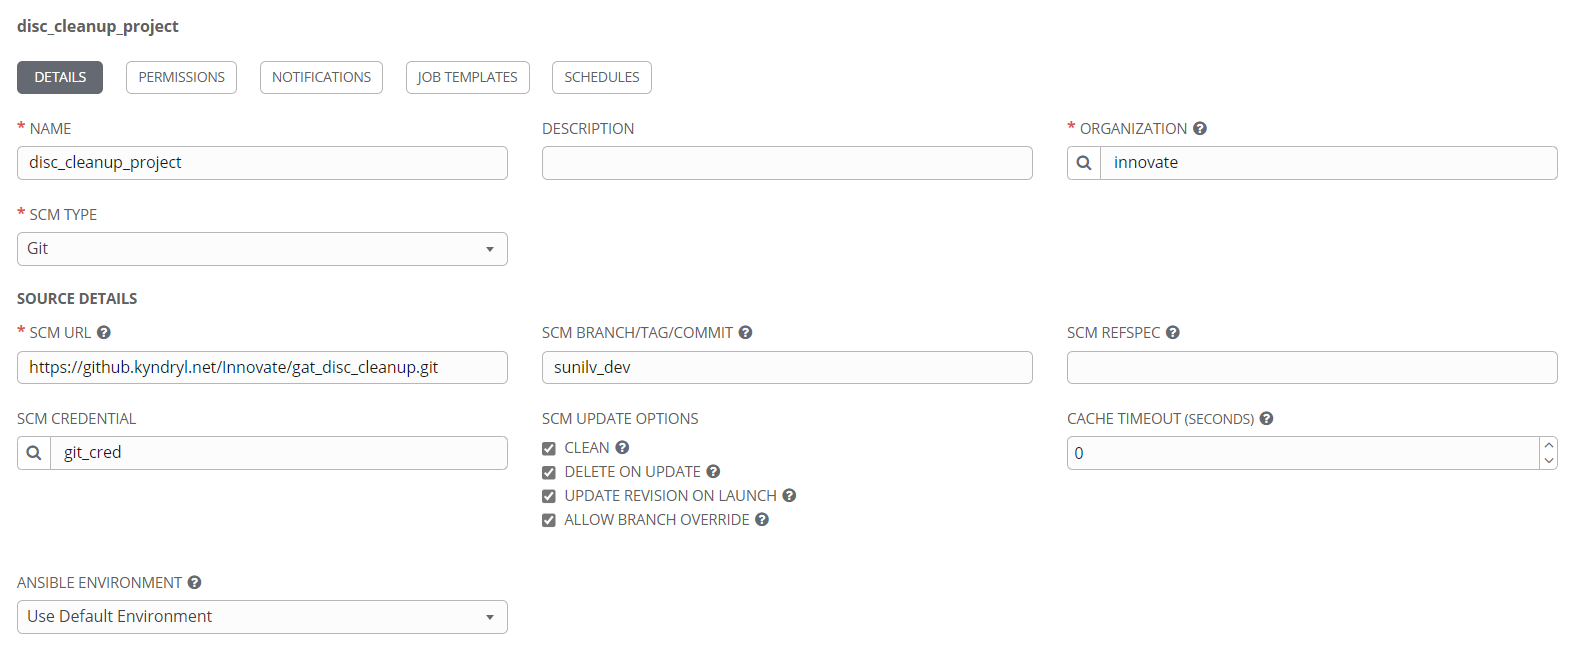 disc_cleanup_project
DETAILS PERMISSIONS NOTIFICATIONS JOB TEMPLATES SCHEDULES
* NAME DESCRIPTION * ORGANIZATION ?
disc_cleanup_project innovate
* SCM TYPE
Git
SOURCE DETAILS
* SCM URL ? SCM BRANCH/TAG/COMMIT ? SCM REFSPEC ?
https://github.kyndryl.net/Innovate/gat_disc_cleanup.git sunilv_dev
SCM CREDENTIAL SCM UPDATE OPTIONS CACHE TIMEOUT (SECONDS) ?
git_cred CLEAN ? 0
DELETE ON UPDATE ?
UPDATE REVISION ON LAUNCH ?
ALLOW BRANCH OVERRIDE ?
ANSIBLE ENVIRONMENT ?
Use Default Environment